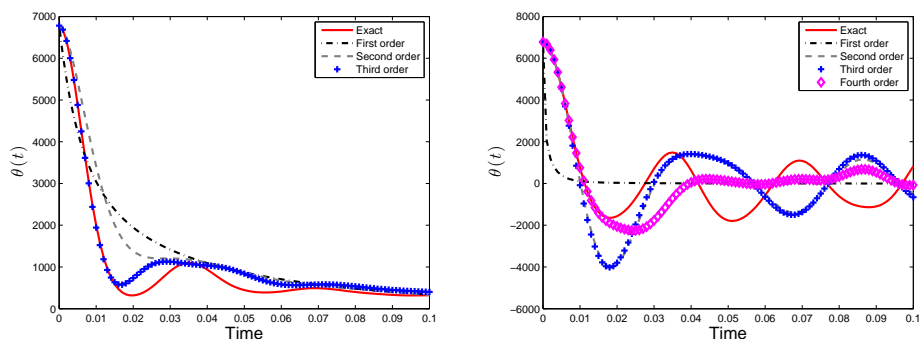 7000
6000
5000
4000
3000
2000
1000
0
θ(t)
0 0.01 0.02 0.03 0.04 0.05 0.06 0.07 0.08 0.09 0.1
Time
Exact
First order
Second order
Third order
8000
6000
4000
2000
0
−2000
−4000
−6000
θ(t)
0 0.01 0.02 0.03 0.04 0.05 0.06 0.07 0.08 0.09 0.1
Time
Exact
First order
Second order
Third order
Fourth order